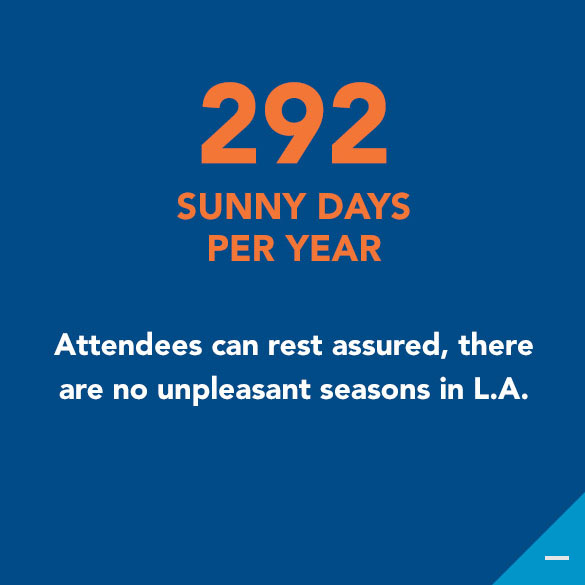 292
SUNNY DAYS
PER YEAR
Attendees can rest assured, there
are no unpleasant seasons in L.A.